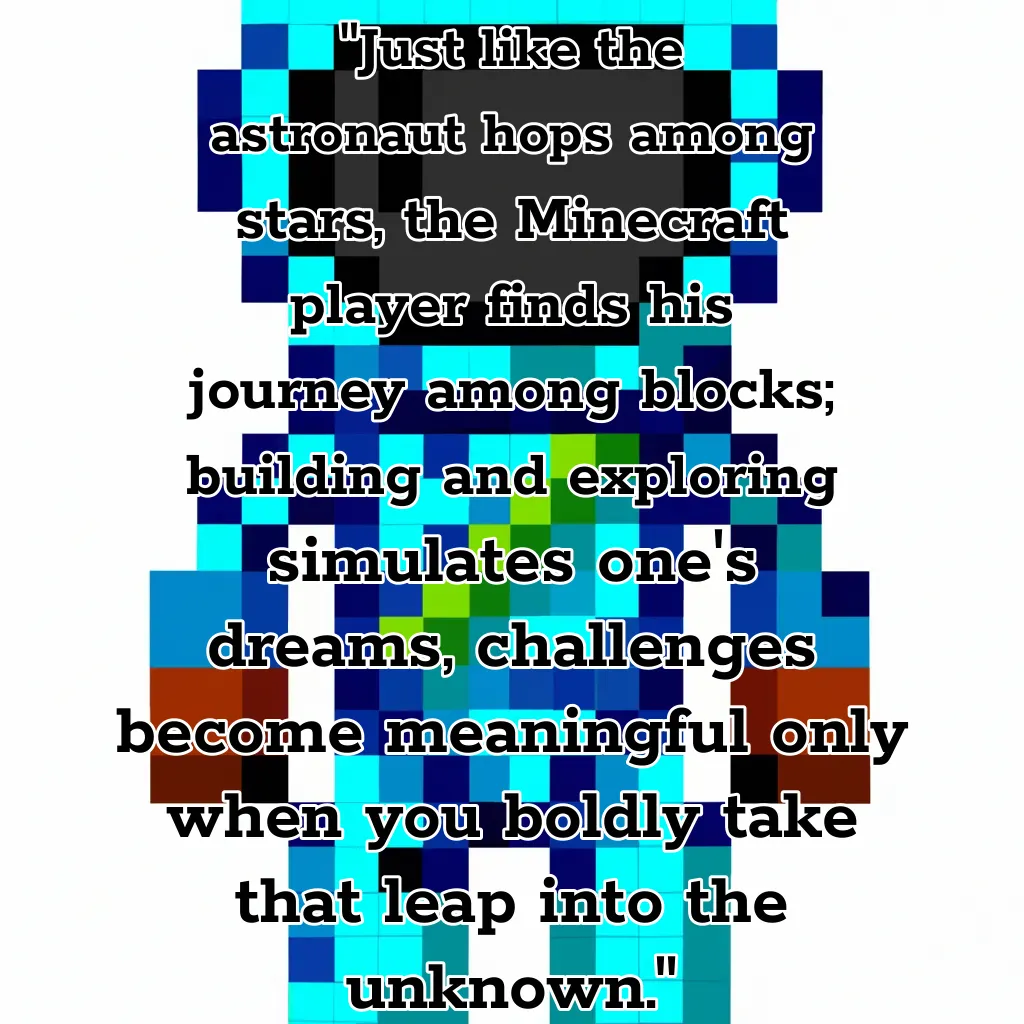 "Just like the
astronaut hops among
stars, the Minecraft
player finds his
journey among blocks;
building and exploring
simulates one's
dreams, challenges
become meaningful only
when you boldly take
that leap into the
unknown."